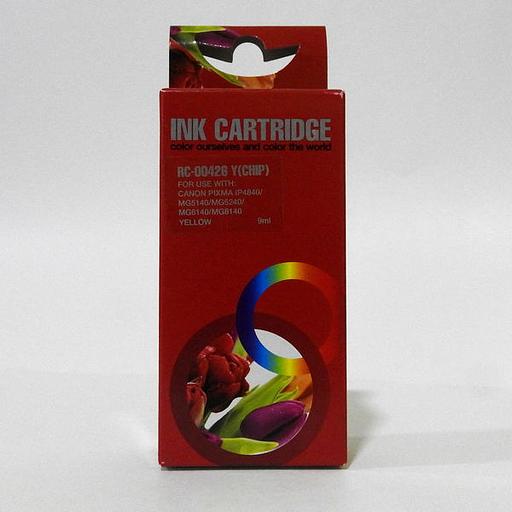 INK CARTRIDGE
color ourselves and color the world
RC-00426 Y(CHIP)
FOR USE WITH:
CANON PIXMA IP4840/
MG5140/MG5240/
MG6140/MG8140
YELLOW 9ml